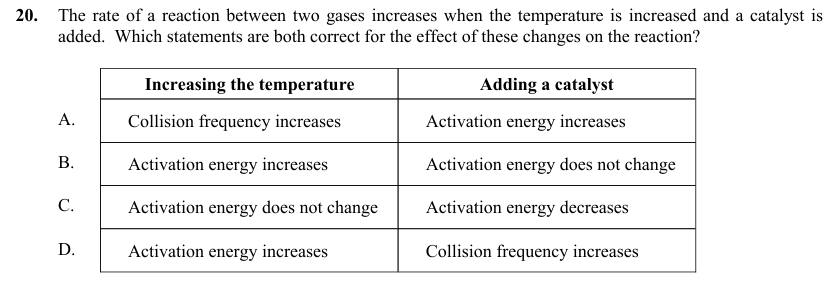 20. The rate of a reaction between two gases increases when the temperature is increased and a catalyst is
added. Which statements are both correct for the effect of these changes on the reaction?
Increasing the temperature Adding a catalyst
A. Collision frequency increases Activation energy increases
B. Activation energy increases Activation energy does not change
C. Activation energy does not change Activation energy decreases
D. Activation energy increases Collision frequency increases